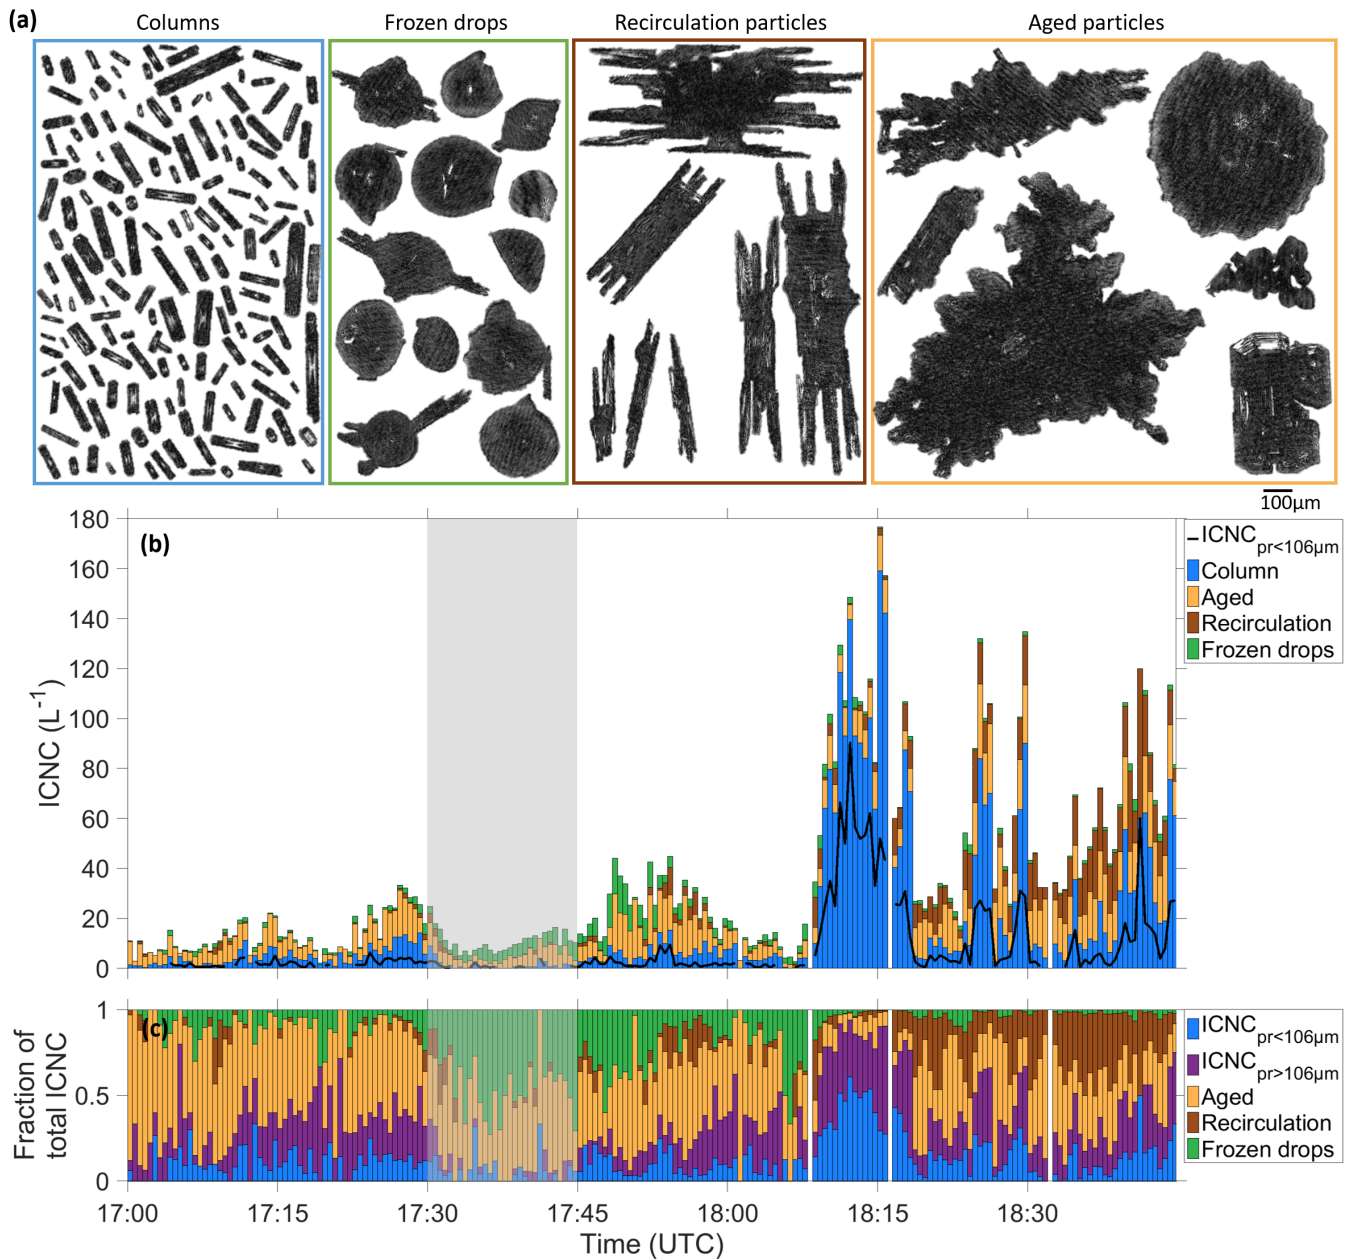 (a)
Columns
Frozen drops
Recirculation particles
Aged particles
100μm
(b)
ICNC (L⁻¹)
180
160
140
120
100
80
60
40
20
0
ICNCpr<106μm
Column
Aged
Recirculation
Frozen drops
(c)
Fraction of
total ICNC
1
0.5
0
ICNCpr<106μm
ICNCpr>106μm
Aged
Recirculation
Frozen drops
17:00 17:15 17:30 17:45 18:00 18:15 18:30
Time (UTC)